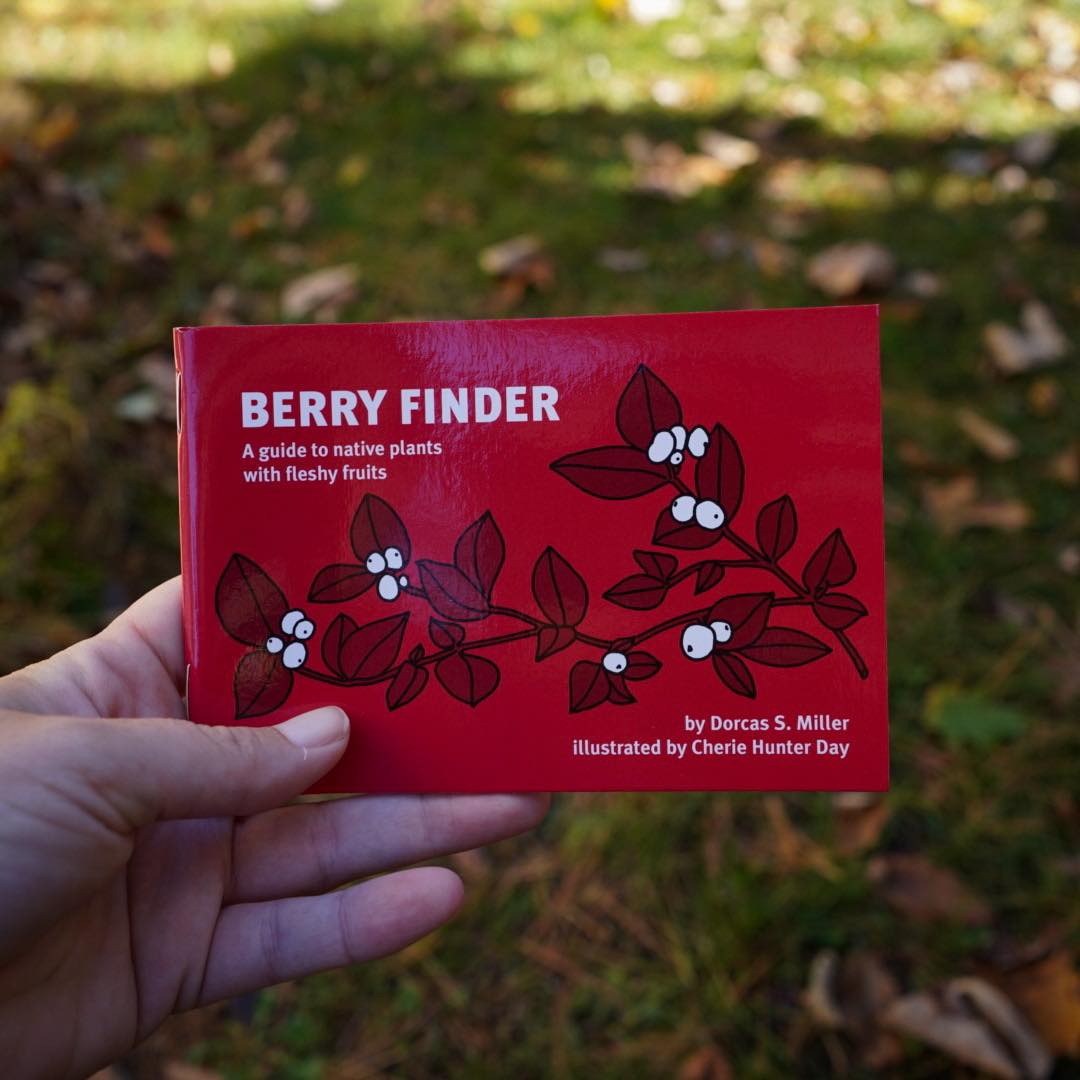 BERRY FINDER
A guide to native plants
with fleshy fruits
by Dorcas S. Miller
illustrated by Cherie Hunter Day